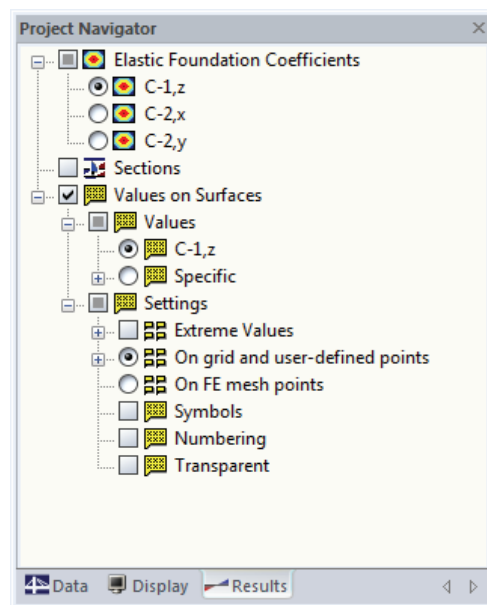 Project Navigator
Elastic Foundation Coefficients
C-1,z
C-2,x
C-2,y
Sections
Values on Surfaces
Values
C-1,z
Specific
Settings
Extreme Values
On grid and user-defined points
On FE mesh points
Symbols
Numbering
Transparent
Data Display Results